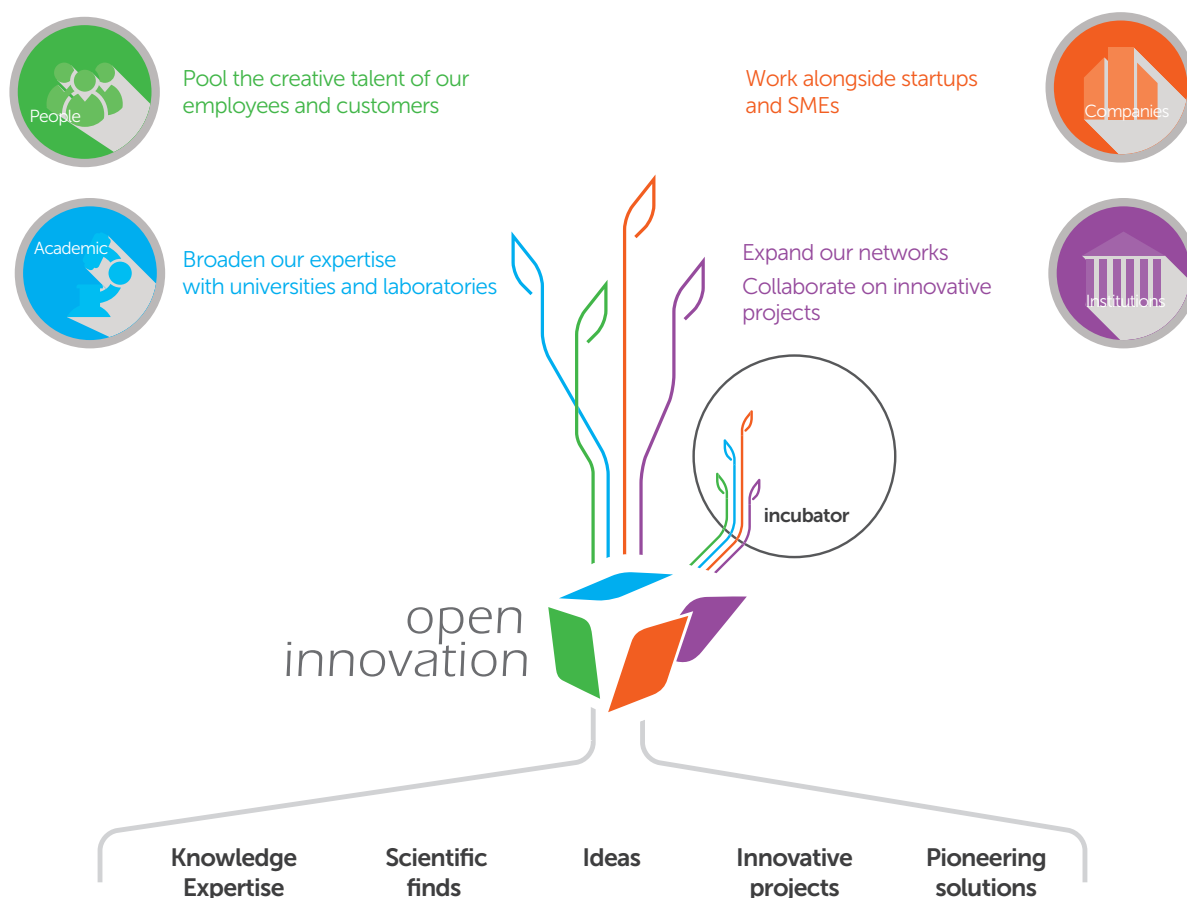 People
Pool the creative talent of our
employees and customers
Work alongside startups
and SMEs
Companies
Academic
Broaden our expertise
with universities and laboratories
Expand our networks
Collaborate on innovative
projects
Institutions
incubator
open
innovation
Knowledge
Expertise
Scientific
finds
Ideas
Innovative
projects
Pioneering
solutions